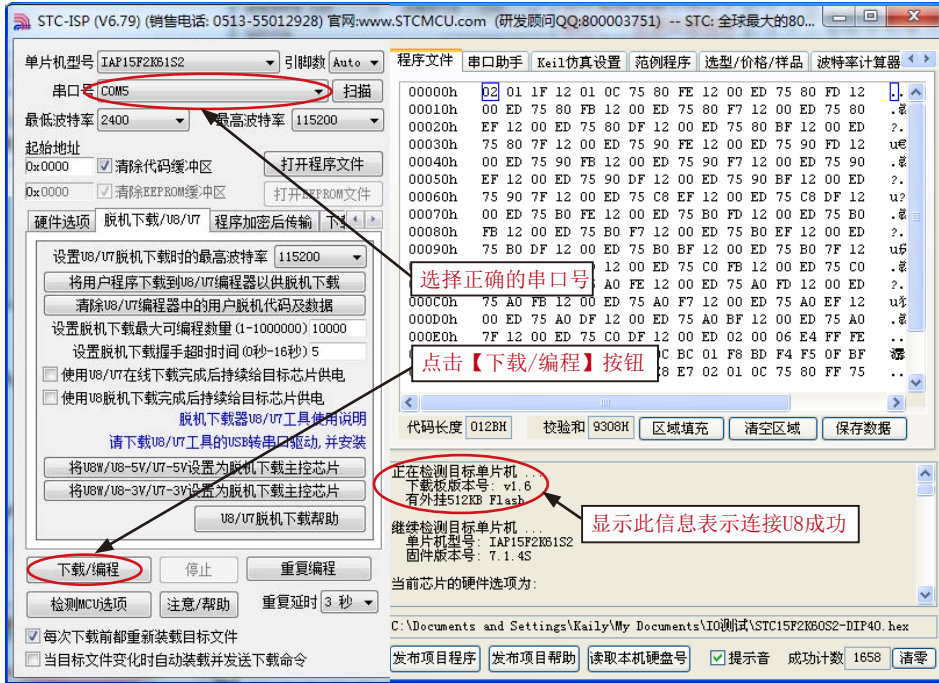 STC-ISP (V6.79) (销售电话: 0513-55012928) 官网:www.STCMCU.com (研发顾问QQ:800003751) -- STC: 全球最大的80...
单片机型号 IAP15F2K61S2 引脚数 Auto
串口号 COM5 扫描
最低波特率 2400 最高波特率 115200
起始地址
0x0000 清除代码缓冲区 打开程序文件
0x0000 清除EEPROM缓冲区 打开EEPROM文件
硬件选项 脱机下载/U8/U7 程序加密后传输
设置U8/U7脱机下载时的最高波特率 115200
将用户程序下载到U8/U7编程器以供脱机下载
清除U8/U7编程器中的用户脱机代码及数据
设置脱机下载最大可编程数量(1-1000000) 10000
设置脱机下载握手超时时间(0秒-16秒) 5
使用U8/U7在线下载完成后持续给目标芯片供电
使用U8脱机下载完成后持续给目标芯片供电
脱机下载器U8/U7工具使用说明
请下载U8/U7工具的USB转串口驱动,并安装
将U8W/U8-5V/U7-5V设置为脱机下载主控芯片
将U8W/U8-3V/U7-3V设置为脱机下载主控芯片
U8/U7脱机下载帮助
下载/编程 停止 重复编程
检测MCU选项 注意/帮助 重复延时 3 秒
每次下载前都重新装载目标文件
当目标文件变化时自动装载并发送下载命令
程序文件 串口助手 Keil仿真设置 范例程序 选型/价格/样品 波特率计算器
00000h 02 01 1F 12 01 0C 75 80 FE 12 00 ED 75 80 FD 12
00010h 00 ED 75 80 FB 12 00 ED 75 80 F7 12 00 ED 75 80
00020h EF 12 00 ED 75 80 DF 12 00 ED 75 80 BF 12 00 ED
00030h 75 80 7F 12 00 ED 75 90 FE 12 00 ED 75 90 FD 12
00040h 00 ED 75 90 FB 12 00 ED 75 90 F7 12 00 ED 75 90
00050h EF 12 00 ED 75 90 DF 12 00 ED 75 90 BF 12 00 ED
00060h 75 90 7F 12 00 ED 75 C8 EF 12 00 ED 75 C8 DF 12
00070h 00 ED 75 B0 FE 12 00 ED 75 B0 FD 12 00 ED 75 B0
00080h FB 12 00 ED 75 B0 F7 12 00 ED 75 B0 EF 12 00 ED
00090h 75 B0 DF 12 00 ED 75 B0 BF 12 00 ED 75 B0 7F 12
12 00 ED 75 C0 FB 12 00 ED 75 C0
选择正确的串口号
A0 FE 12 00 ED 75 A0 FD 12 00 ED
000C0h 75 A0 FB 12 00 ED 75 A0 F7 12 00 ED 75 A0 EF 12
000D0h 00 ED 75 A0 DF 12 00 ED 75 A0 BF 12 00 ED 75 A0
000E0h 7F 12 00 ED 75 C0 DF 12 00 ED 02 00 06 E4 FF FE
BC 01 F8 BD F4 F5 0F BF
点击【下载/编程】按钮
E7 02 01 0C 75 80 FF 75
代码长度 012BH 校验和 9308H 区域填充 清空区域 保存数据
正在检测目标单片机 ...
下载板版本号: v1.6
有外挂512KB Flash
继续检测目标单片机 ...
显示此信息表示连接U8成功
单片机型号: IAP15F2K61S2
固件版本号: 7.1.4S
当前芯片的硬件选项为:
C:\Documents and Settings\Kaily\My Documents\IO测试\STC15F2K60S2-DIP40.hex
发布项目程序 发布项目帮助 读取本机硬盘号 提示音 成功计数 1658 清零